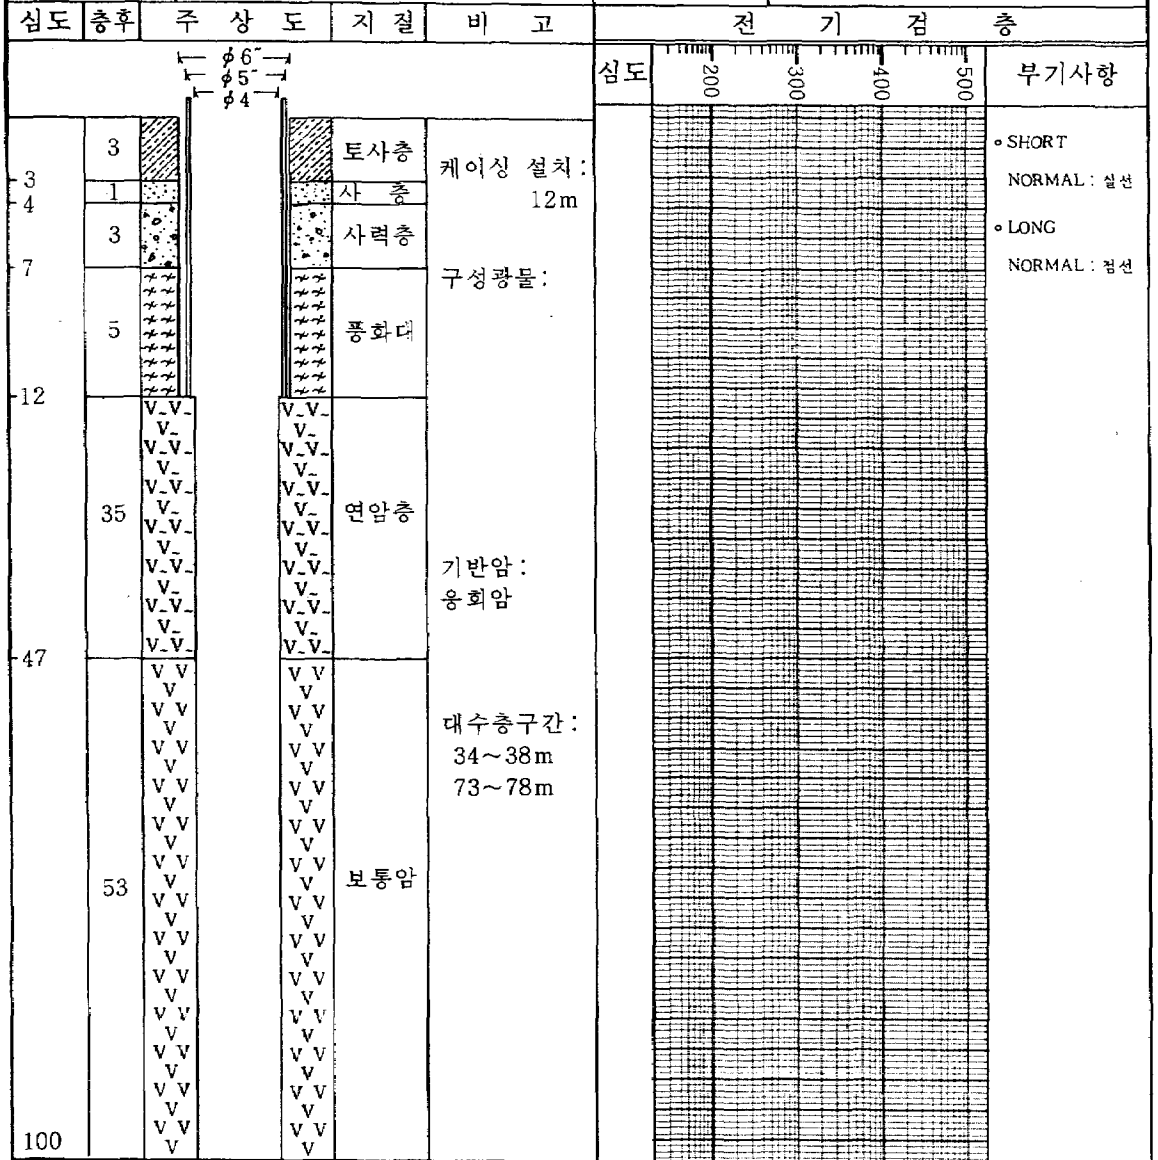 심도 층후 주 상 도 지 질 비 고 전 기 검 층
심도 200 300 400 500 부기사항
ϕ6″
ϕ5″
ϕ4
3 토사층
3
1 사 층
4
3 사력층
7
5 풍화대
12
35 연암층
47
53 보통암
100
케이싱 설치:
12m
구성광물:
기반암:
응회암
대수층구간:
34~38m
73~78m
∘SHORT
NORMAL: 실선
∘LONG
NORMAL: 점선